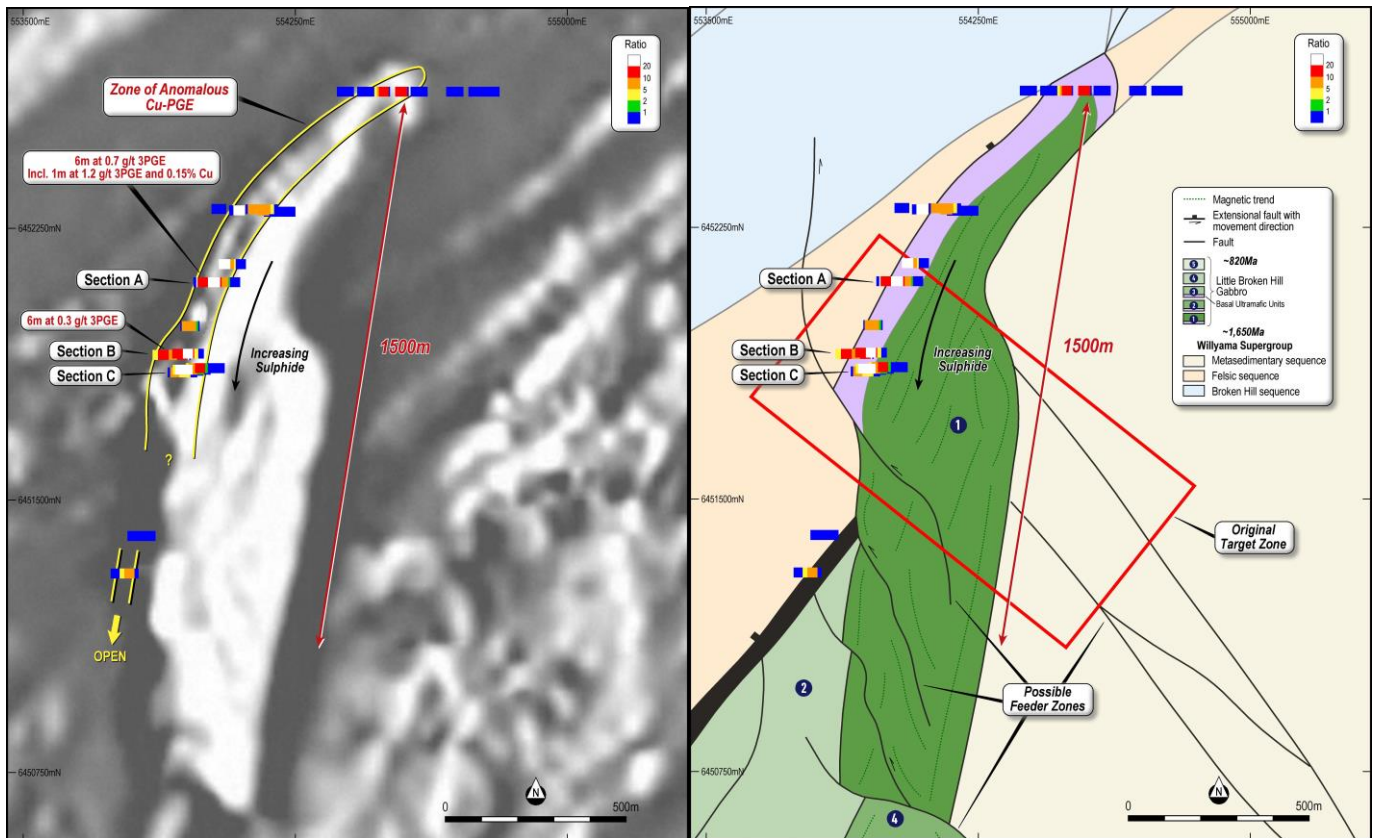 553500mE
554250mE
555000mE
Ratio
20
10
5
2
1
Zone of Anomalous
Cu-PGE
6m at 0.7 g/t 3PGE
Incl. 1m at 1.2 g/t 3PGE and 0.15% Cu
6452250mN
Section A
6m at 0.3 g/t 3PGE
Section B
Section C
Increasing
Sulphide
1500m
?
6451500mN
OPEN
6450750mN
N
0
500m
553500mE
554250mE
555000mE
Ratio
20
10
5
2
1
Magnetic trend
Extensional fault with
movement direction
Fault
~820Ma
5
4
3
2
1
Little Broken Hill
Gabbro
Basal Ultramafic Units
~1,650Ma
Willyama Supergroup
Metasedimentary sequence
Felsic sequence
Broken Hill sequence
6452250mN
Section A
Section B
Section C
Increasing
Sulphide
1500m
1
6451500mN
Original
Target Zone
2
Possible
Feeder Zones
6450750mN
4
N
0
500m